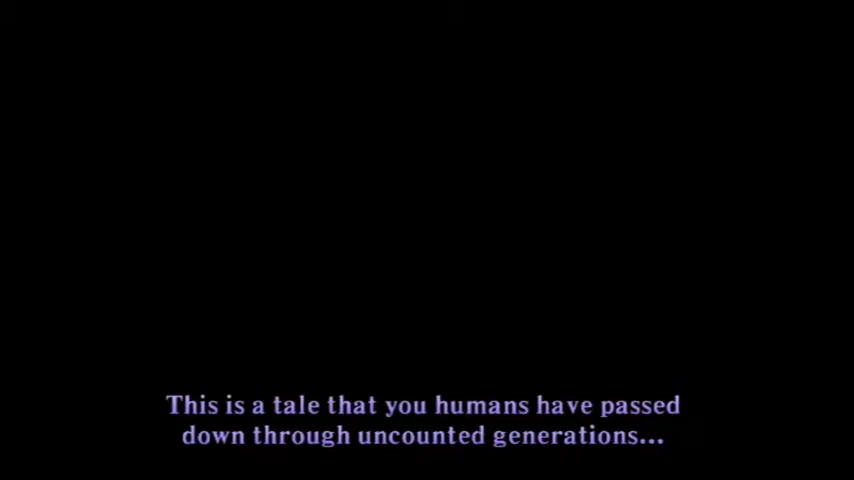 This is a tale that you humans have passed
down through uncounted generations...